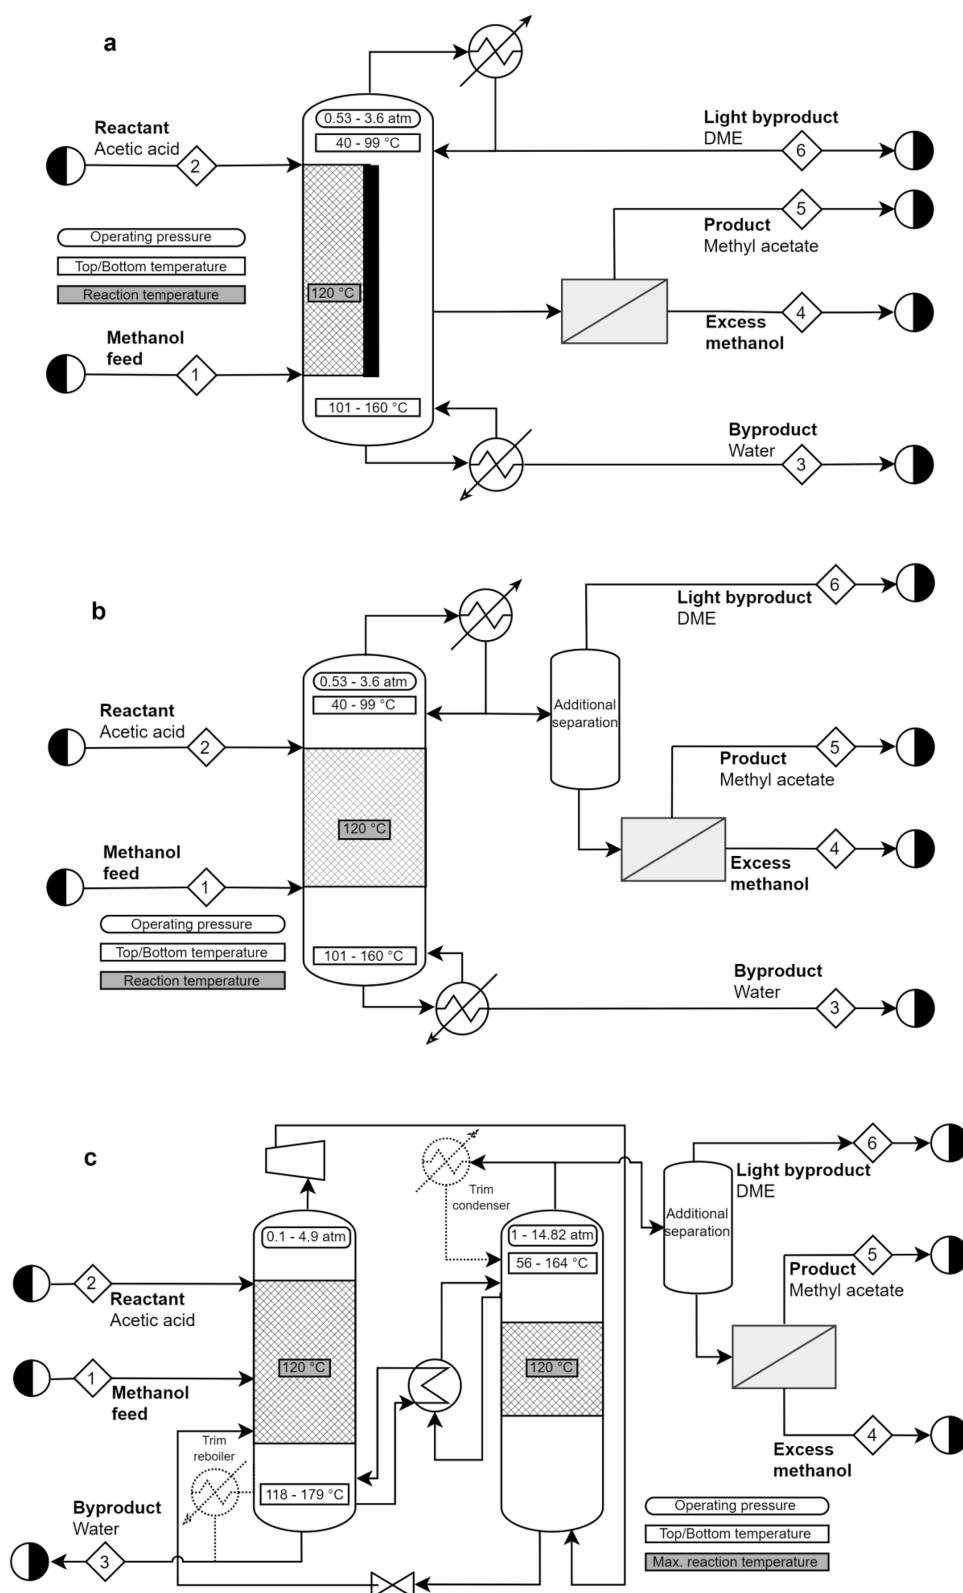 a
0.53 - 3.6 atm
40 - 99 °C
Reactant
Acetic acid
2
Light byproduct
DME
6
5
Product
Methyl acetate
Operating pressure
Top/Bottom temperature
Reaction temperature
120 °C
Methanol
feed
1
Excess
methanol
4
101 - 160 °C
Byproduct
Water
3
b
Light byproduct
DME
6
0.53 - 3.6 atm
40 - 99 °C
Additional
separation
Reactant
Acetic acid
2
Product
Methyl acetate
5
120 °C
Methanol
feed
1
Excess
methanol
4
Operating pressure
Top/Bottom temperature
Reaction temperature
101 - 160 °C
Byproduct
Water
3
c
Trim
condenser
6
Light byproduct
DME
Additional
separation
0.1 - 4.9 atm
1 - 14.82 atm
56 - 164 °C
2
Reactant
Acetic acid
5
Product
Methyl acetate
120 °C
120 °C
1
Methanol
feed
Trim
reboiler
4
Excess
methanol
118 - 179 °C
Byproduct
Water
3
Operating pressure
Top/Bottom temperature
Max. reaction temperature